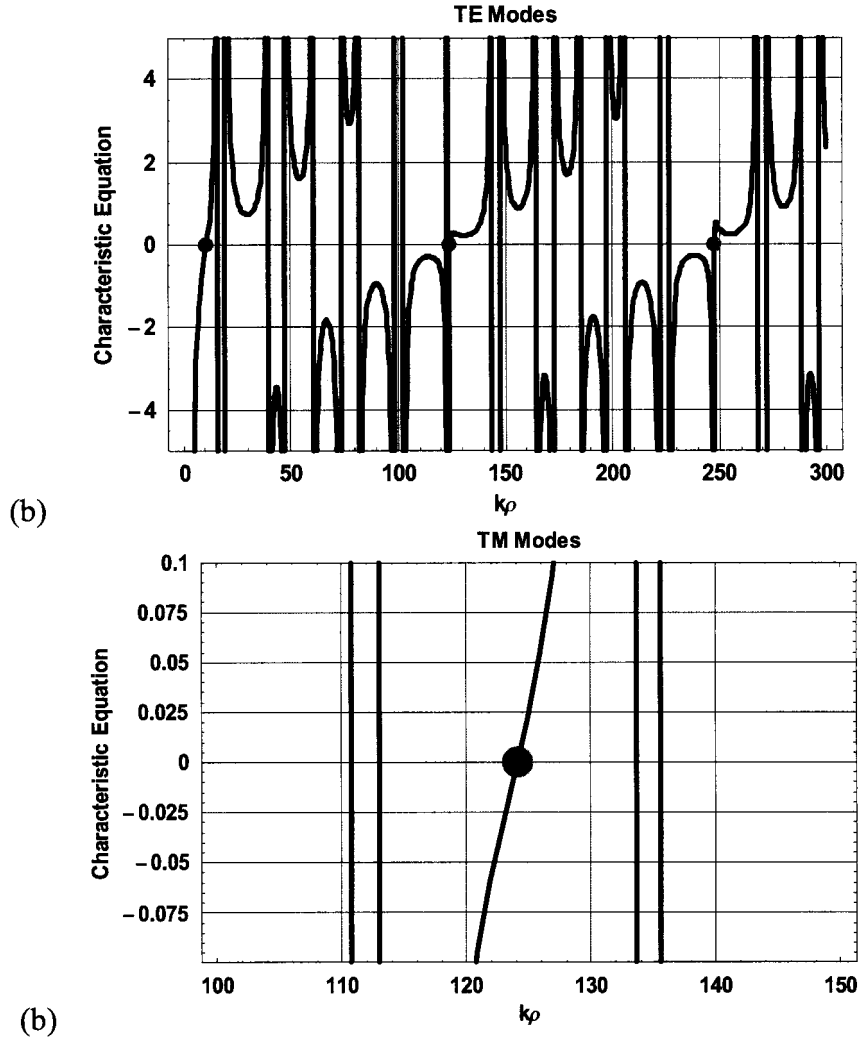 TE Modes
4
2
0
−2
−4
Characteristic Equation
0 50 100 150 200 250 300
kρ
(b)
TM Modes
0.1
0.075
0.05
0.025
0
−0.025
−0.05
−0.075
Characteristic Equation
100 110 120 130 140 150
kρ
(b)